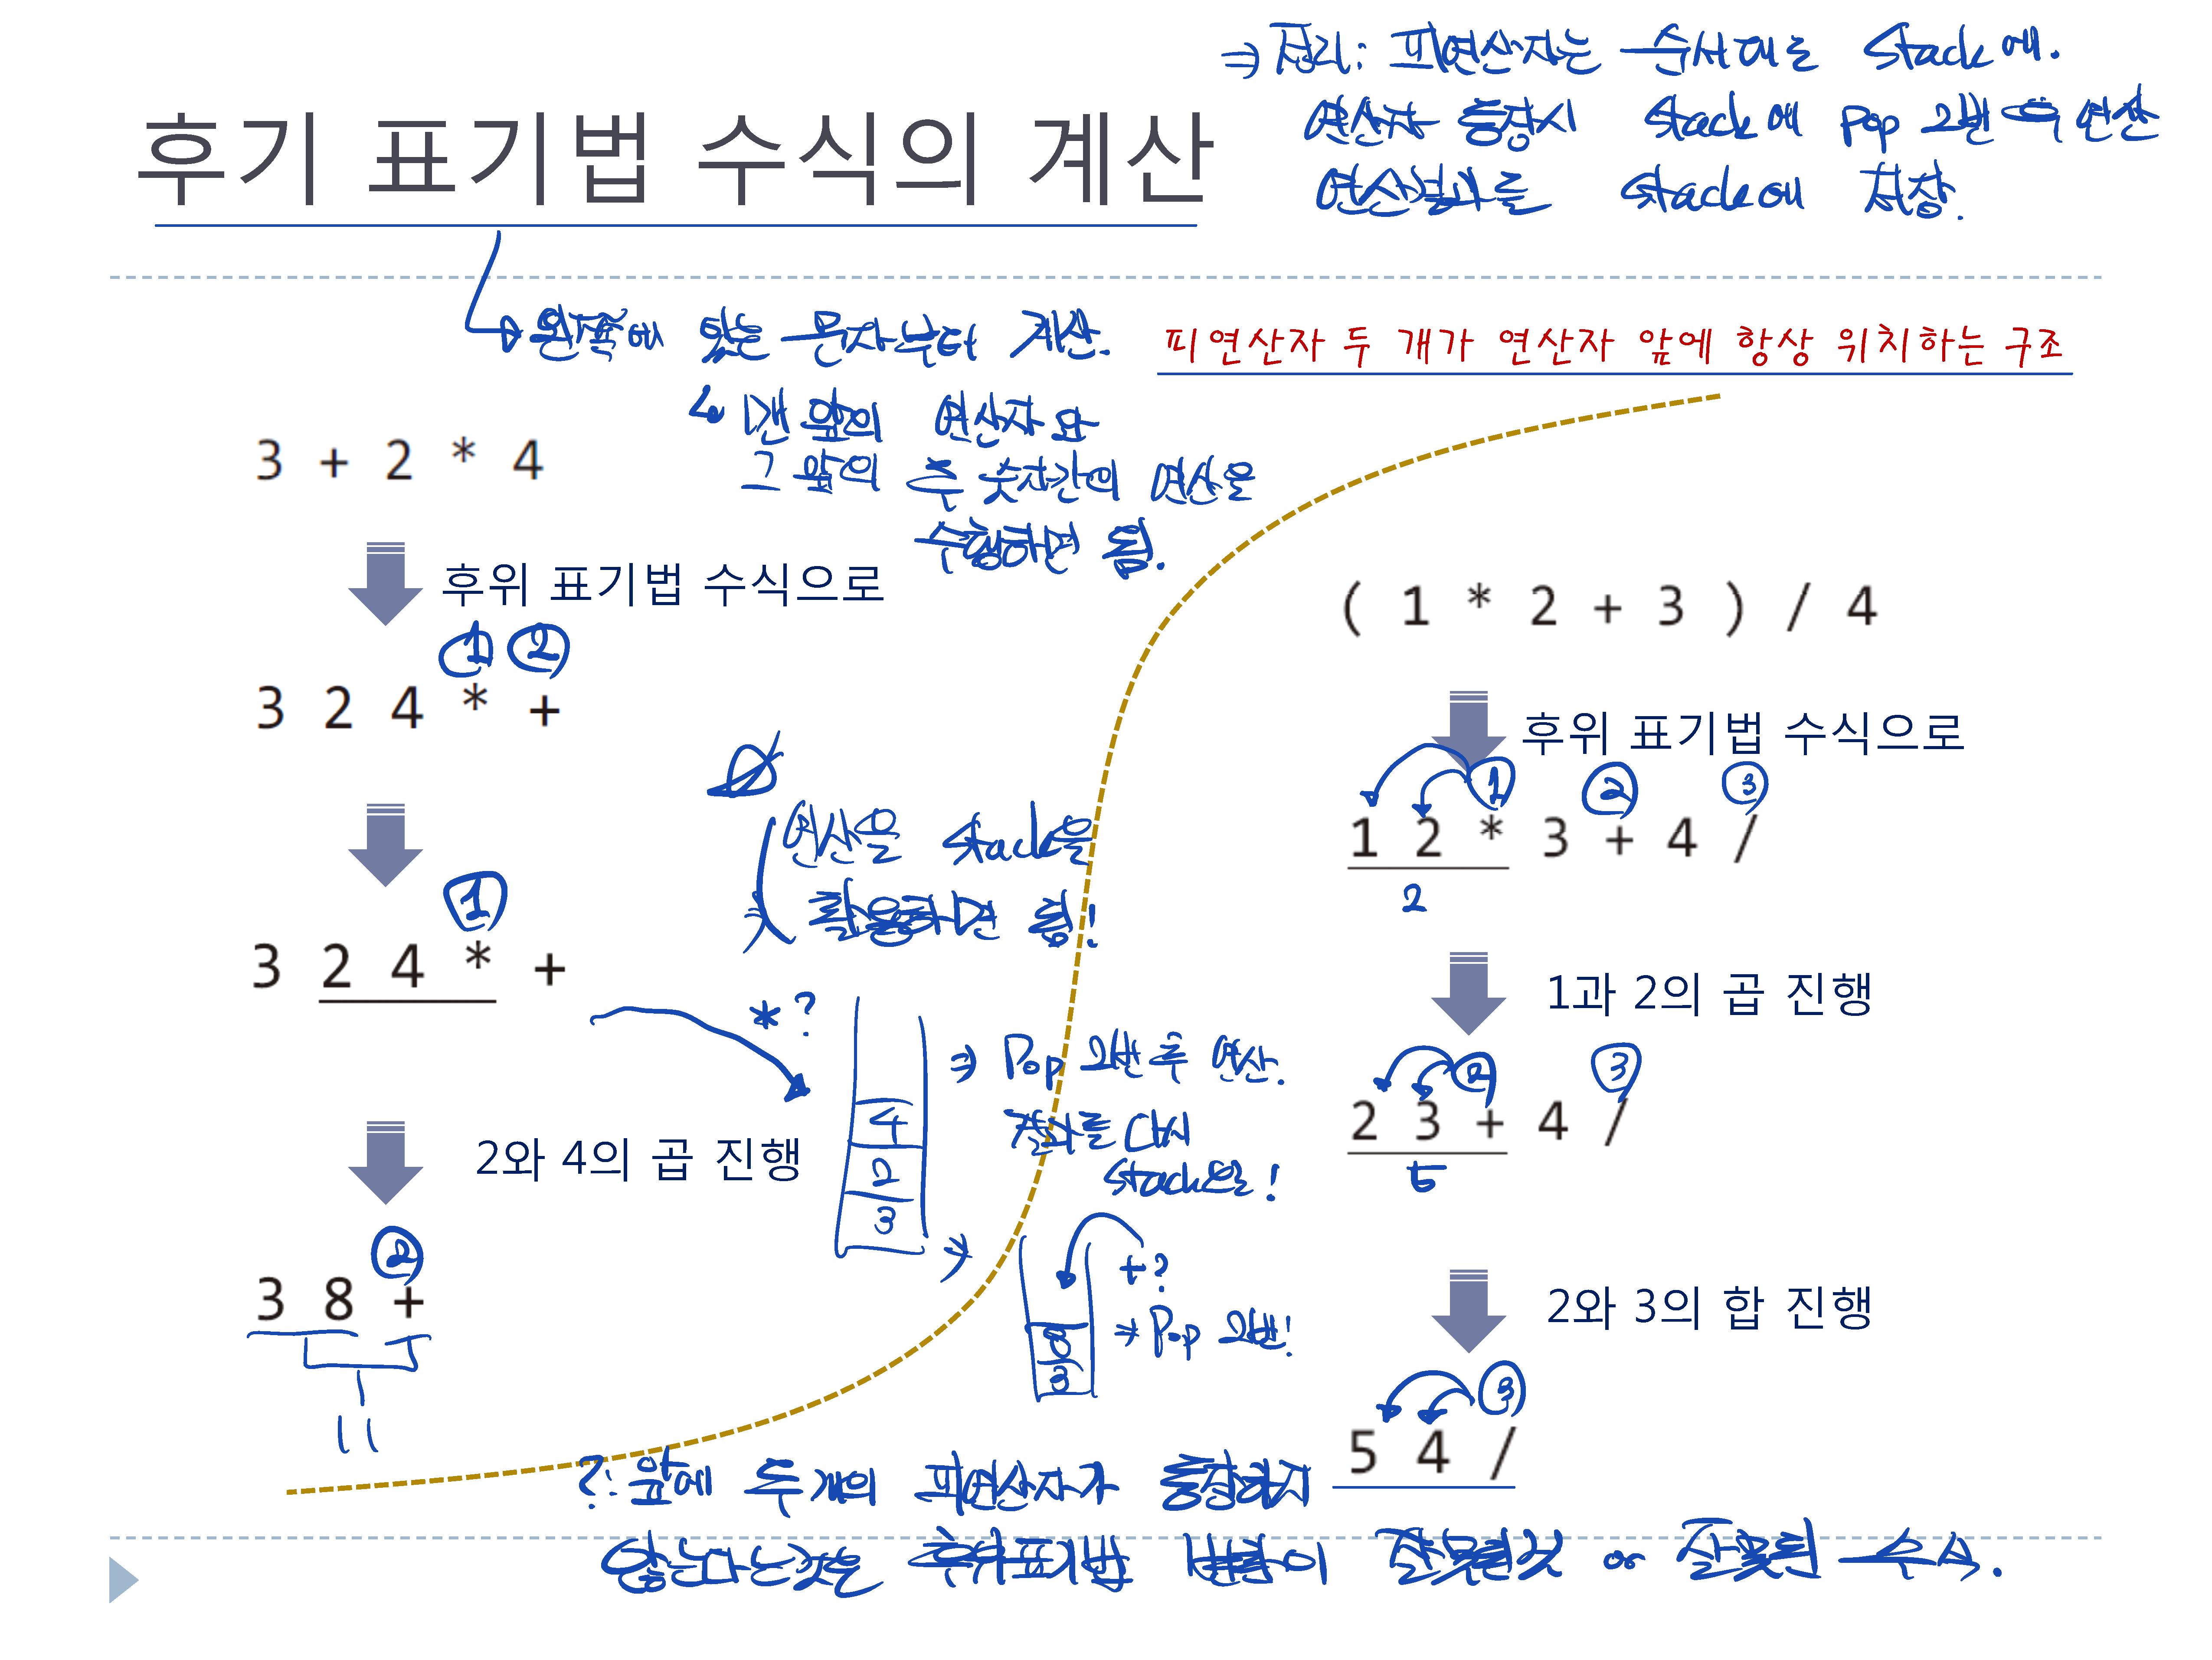 ⇒ 정리: 피연산자는 순서대로 Stack에.
연산자 등장시 Stack에 Pop 2번 후 연산
연산결과를 Stack에 저장.
후기 표기법 수식의 계산
왼쪽에 있는 문자부터 계산.
피연산자 두 개가 연산자 앞에 항상 위치하는 구조
↳ 맨 앞의 연산자와
그 앞의 두 숫자간의 연산을
수행하면 됨.
3 + 2 * 4
후위 표기법 수식으로
① ②
3 2 4 * +
연산을 Stack을
활용하면 됨!
①
3 2 4 * +
* ?
4
2
3
⇒ Pop 2번 후 연산.
결과를 다시
Stack으로!
2와 4의 곱 진행
②
3 8 +
11
⇒
+?
8
3
⇒ Pop 2번!
( 1 * 2 + 3 ) / 4
후위 표기법 수식으로
① ② ③
1 2 * 3 + 4 /
2
1과 2의 곱 진행
② ③
2 3 + 4 /
5
2와 3의 합 진행
③
5 4 /
?: 앞에 두 개의 피연산자가 등장하지
않는다는것은 후위표기법 변환이 잘못된것 or 잘못된 수식.